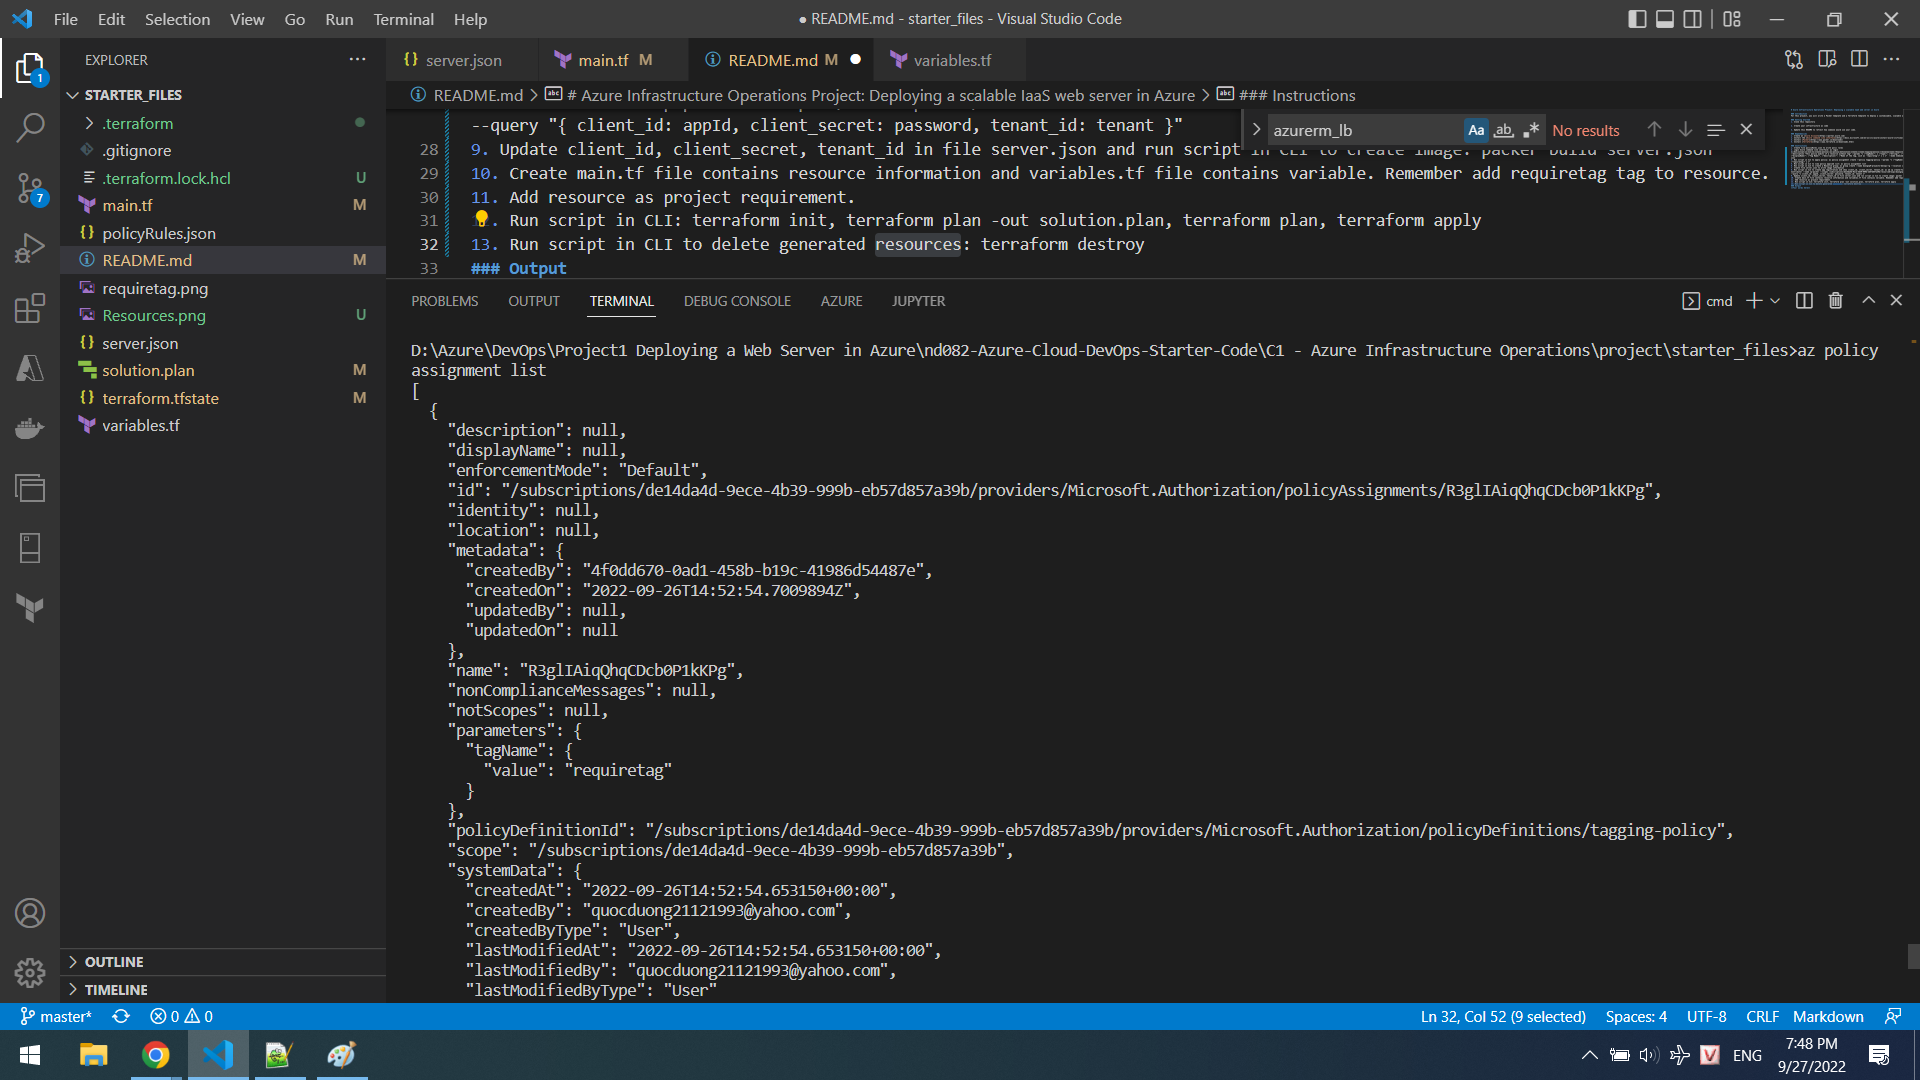 File Edit Selection View Go Run Terminal Help
● README.md - starter_files - Visual Studio Code
EXPLORER
STARTER_FILES
.terraform
.gitignore
.terraform.lock.hcl U
main.tf M
policyRules.json
README.md M
requiretag.png
Resources.png U
server.json
solution.plan M
terraform.tfstate M
variables.tf
OUTLINE
TIMELINE
1
7
server.json
main.tf M
README.md M ●
variables.tf
README.md > # Azure Infrastructure Operations Project: Deploying a scalable IaaS web server in Azure > ### Instructions
azurerm_lb Aa ab .* No results
--query "{ client_id: appId, client_secret: password, tenant_id: tenant }"
28 9. Update client_id, client_secret, tenant_id in file server.json and run script in CLI to create image: packer build server.json
29 10. Create main.tf file contains resource information and variables.tf file contains variable. Remember add requiretag tag to resource.
30 11. Add resource as project requirement.
31 . Run script in CLI: terraform init, terraform plan -out solution.plan, terraform plan, terraform apply
32 13. Run script in CLI to delete generated resources: terraform destroy
33 ### Output
PROBLEMS OUTPUT TERMINAL DEBUG CONSOLE AZURE JUPYTER
cmd
D:\Azure\DevOps\Project1 Deploying a Web Server in Azure\nd082-Azure-Cloud-DevOps-Starter-Code\C1 - Azure Infrastructure Operations\project\starter_files>az policy
assignment list
[
{
"description": null,
"displayName": null,
"enforcementMode": "Default",
"id": "/subscriptions/de14da4d-9ece-4b39-999b-eb57d857a39b/providers/Microsoft.Authorization/policyAssignments/R3glIAiqQhqCDcb0P1kKPg",
"identity": null,
"location": null,
"metadata": {
"createdBy": "4f0dd670-0ad1-458b-b19c-41986d54487e",
"createdOn": "2022-09-26T14:52:54.7009894Z",
"updatedBy": null,
"updatedOn": null
},
"name": "R3glIAiqQhqCDcb0P1kKPg",
"nonComplianceMessages": null,
"notScopes": null,
"parameters": {
"tagName": {
"value": "requiretag"
}
},
"policyDefinitionId": "/subscriptions/de14da4d-9ece-4b39-999b-eb57d857a39b/providers/Microsoft.Authorization/policyDefinitions/tagging-policy",
"scope": "/subscriptions/de14da4d-9ece-4b39-999b-eb57d857a39b",
"systemData": {
"createdAt": "2022-09-26T14:52:54.653150+00:00",
"createdBy": "quocduong21121993@yahoo.com",
"createdByType": "User",
"lastModifiedAt": "2022-09-26T14:52:54.653150+00:00",
"lastModifiedBy": "quocduong21121993@yahoo.com",
"lastModifiedByType": "User"
master* 0 0
Ln 32, Col 52 (9 selected) Spaces: 4 UTF-8 CRLF Markdown
ENG
7:48 PM
9/27/2022